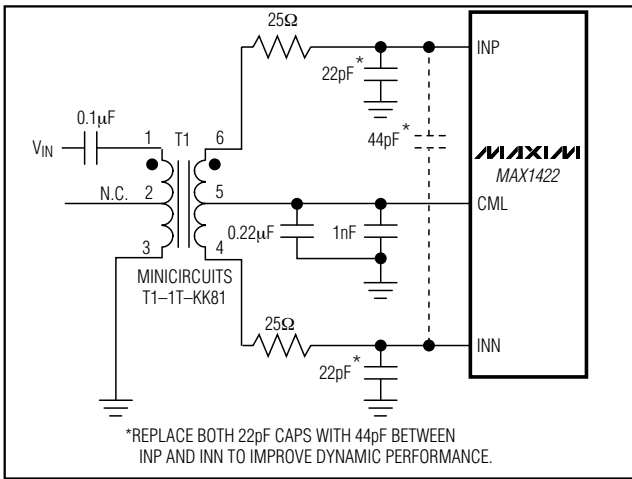 25Ω
INP
22pF*
0.1µF
VIN
1
T1
6
44pF*
MAXIM
MAX1422
N.C.
2
5
CML
0.22µF
1nF
3
4
MINICIRCUITS
T1–1T–KK81
25Ω
INN
22pF*
*REPLACE BOTH 22pF CAPS WITH 44pF BETWEEN
INP AND INN TO IMPROVE DYNAMIC PERFORMANCE.